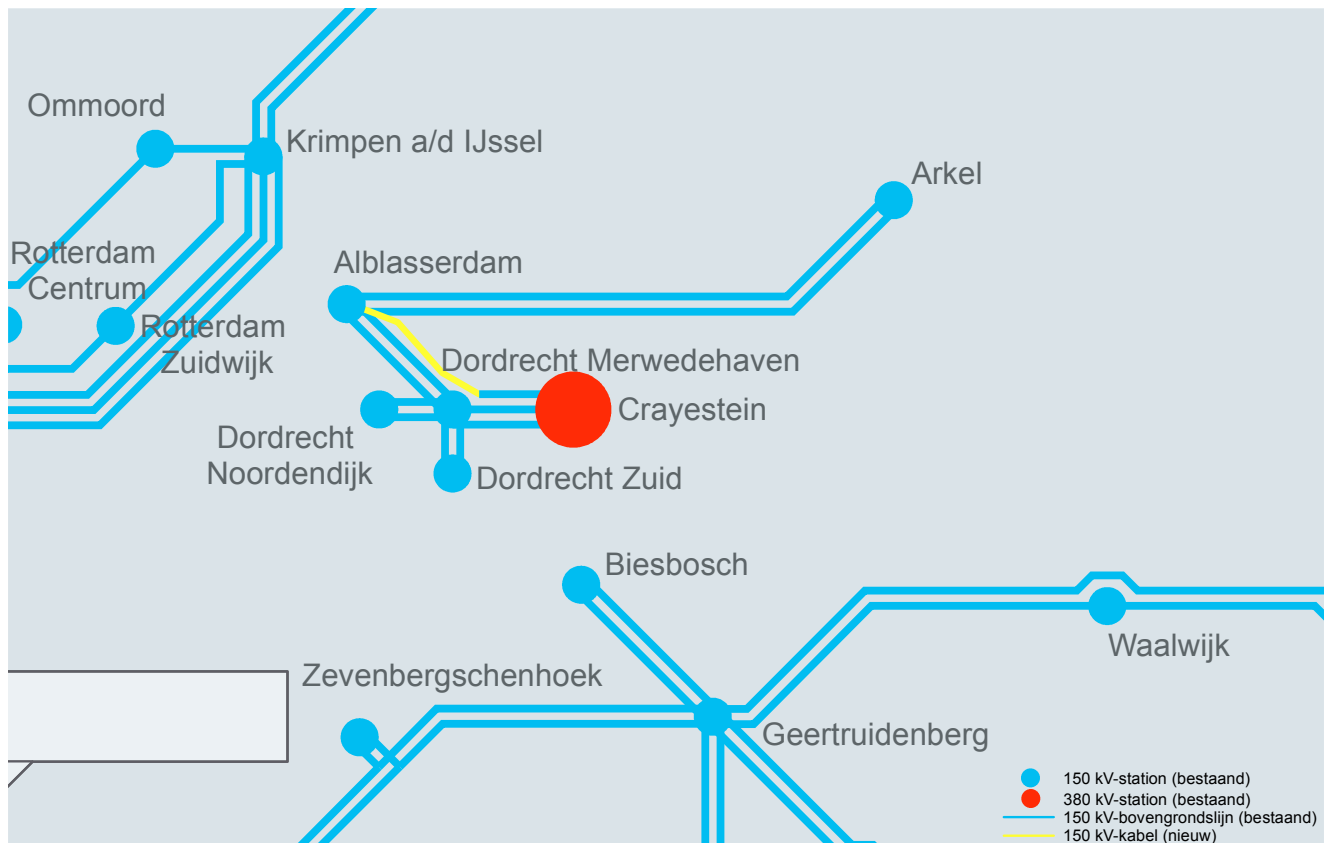 Ommoord
Krimpen a/d IJssel
Arkel
Rotterdam
Centrum
Alblasserdam
Rotterdam
Zuidwijk
Dordrecht Merwedehaven
Crayestein
Dordrecht
Noordendijk
Dordrecht Zuid
Biesbosch
Waalwijk
Zevenbergschenhoek
Geertruidenberg
150 kV-station (bestaand)
380 kV-station (bestaand)
150 kV-bovengrondslijn (bestaand)
150 kV-kabel (nieuw)